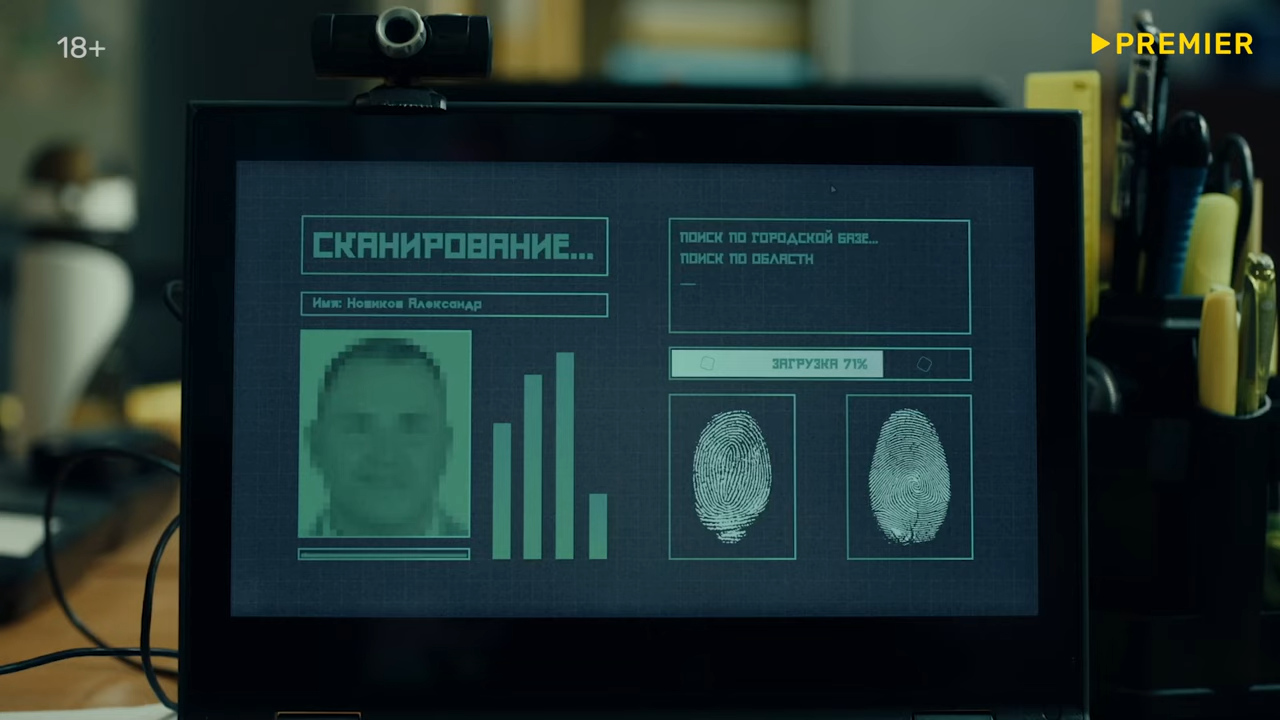 18+
PREMIER
СКАНИРОВАНИЕ...
Имя: Новиков Александр
ПОИСК ПО ГОРОДСКОЙ БАЗЕ...
ПОИСК ПО ОБЛАСТИ
ЗАГРУЗКА 71%